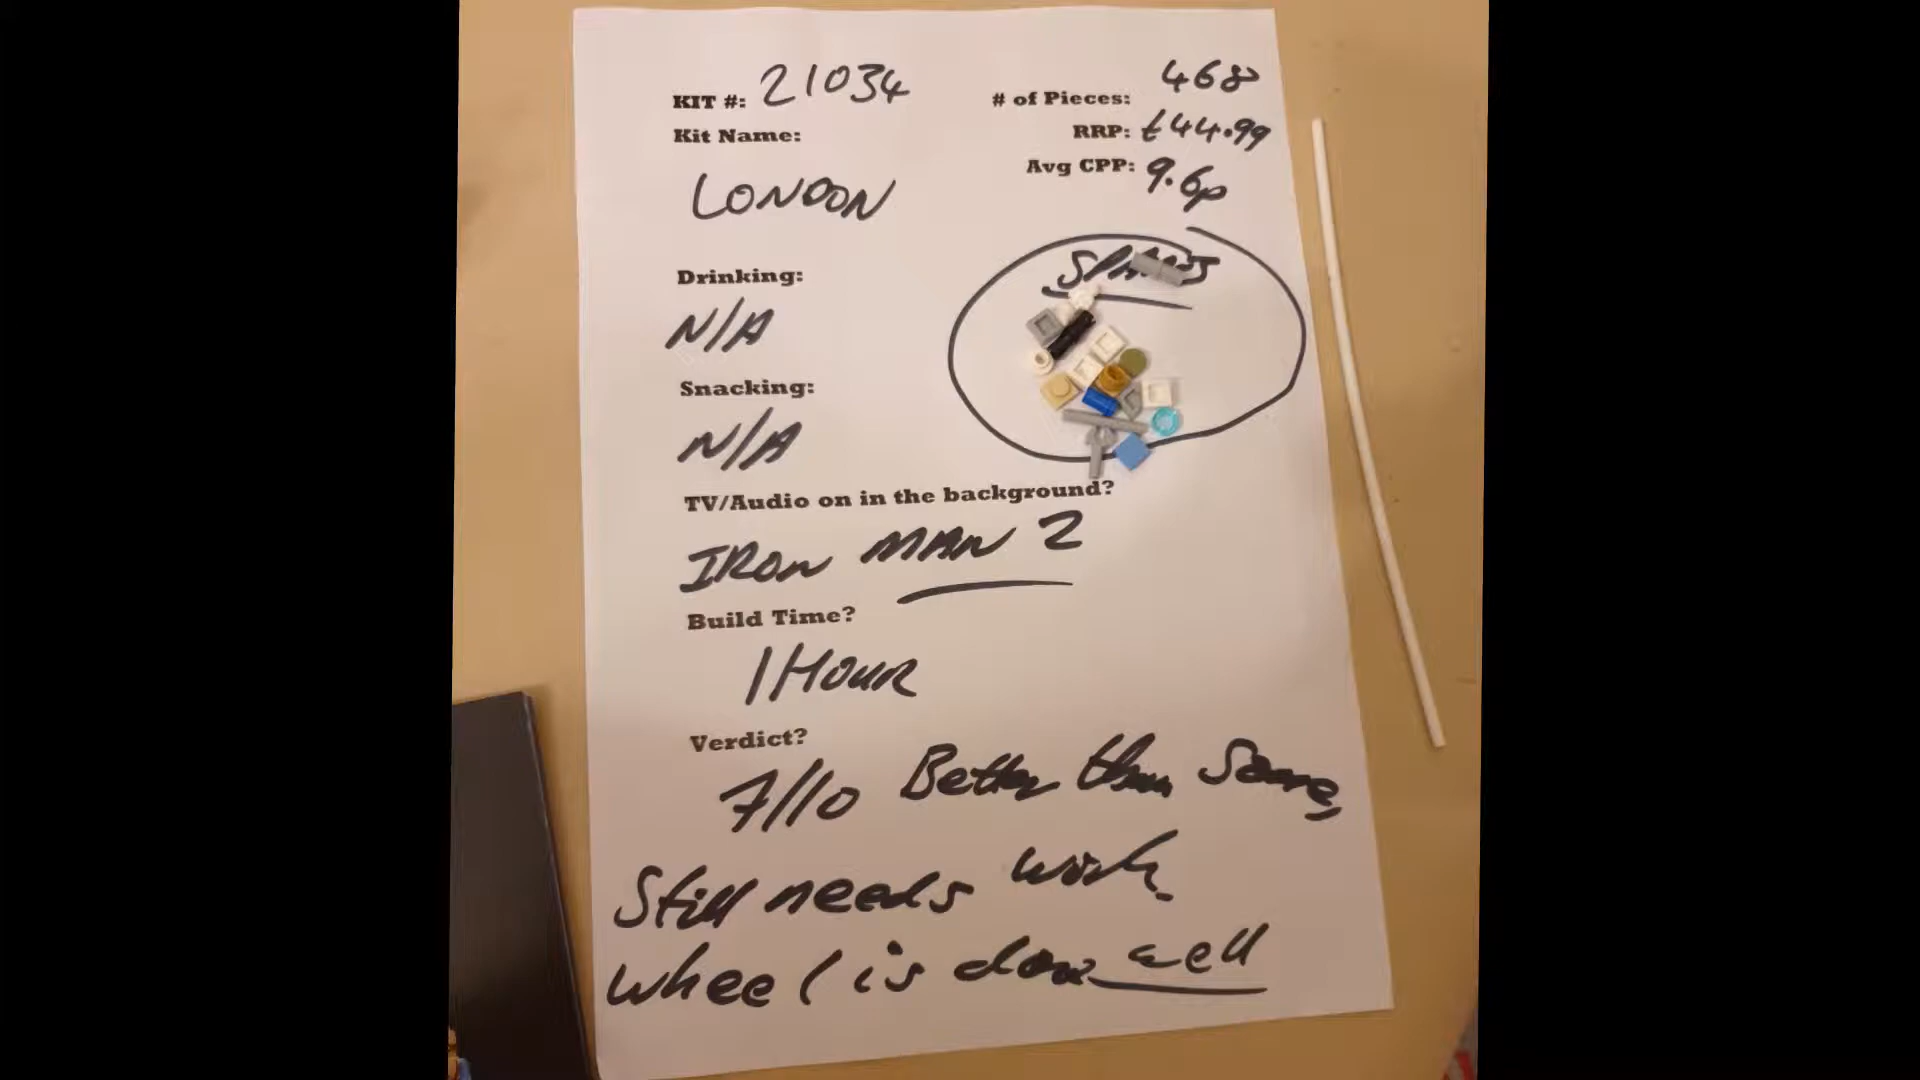 KIT #: 21034
# of Pieces: 468
Kit Name:
RRP: £44.99
Avg CPP: 9.6p
LONDON
SPARES
Drinking:
N/A
Snacking:
N/A
TV/Audio on in the background?
IRON MAN 2
Build Time?
1 HOUR
Verdict?
7/10 Better than Some,
Still needs work
wheel is done well